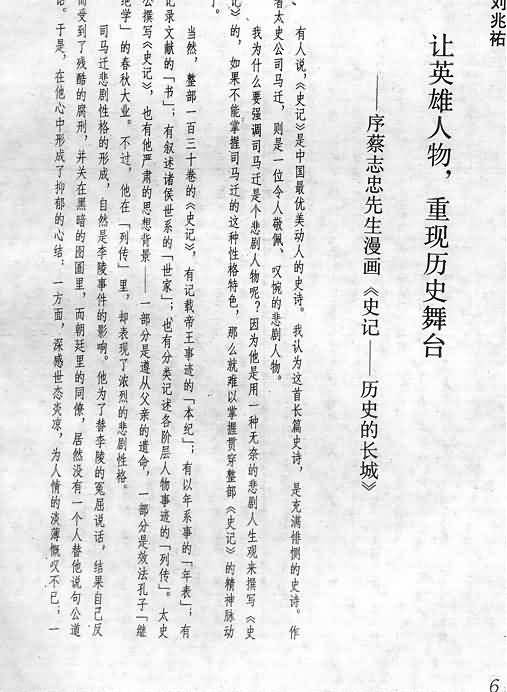 刘兆祐
让英雄人物，重现历史舞台
——序蔡志忠先生漫画《史记——历史的长城》
有人说，《史记》是中国最优美动人的史诗。我认为这首长篇史诗，是充满悱恻的史诗。作
者太史公司马迁，则是一位令人敬佩、叹惋的悲剧人物。
我为什么要强调司马迁是个悲剧人物呢？因为他是用一种无奈的悲剧人生观来撰写《史
记》的，如果不能掌握司马迁的这种性格特色，那么就难以掌握贯穿整部《史记》的精神脉动
了。
当然，整部一百三十卷的《史记》，有记载帝王事迹的「本纪」；有以年系事的「年表」；有
记录文献的「书」；有叙述诸侯世系的「世家」；也有分类记述各阶层人物事迹的「列传」。太史
公撰写《史记》，也有他严肃的思想背景——一部分是遵从父亲的遗命，一部分是效法孔子「继
绝学」的春秋大业。不过，他在「列传」里，却表现了浓烈的悲剧性格。
司马迁悲剧性格的形成，自然是李陵事件的影响。他为了替李陵的冤屈说话，结果自己反
而受到了残酷的腐刑，并关在黑暗的囹圄里，而朝廷里的同僚，居然没有一个人替他说句公道
话。于是，在他心中形成了抑郁的心结：一方面，深感世态炎凉，为人情的淡薄慨叹不已；一
6